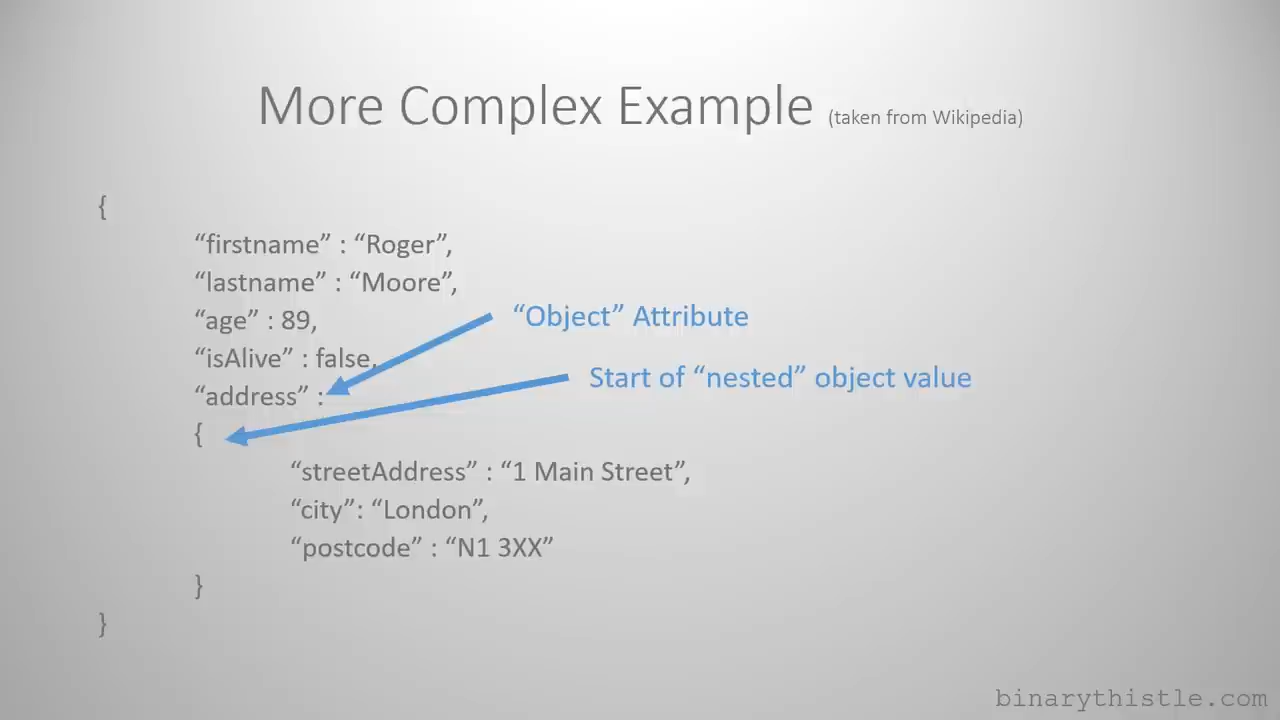 More Complex Example (taken from Wikipedia)
{
“firstname” : “Roger”,
“lastname” : “Moore”,
“age” : 89,
“Object” Attribute
“isAlive” : false,
Start of “nested” object value
“address” :
{
“streetAddress” : “1 Main Street”,
“city”: “London”,
“postcode” : “N1 3XX”
}
}
binarythistle.com